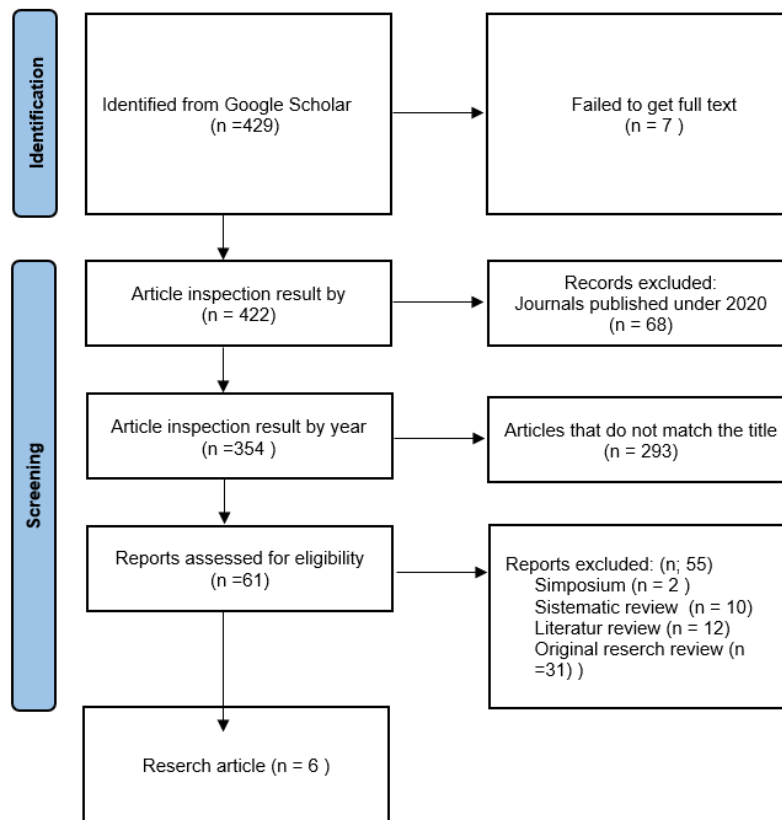 Identification
Identified from Google Scholar
(n =429)
Failed to get full text
(n = 7 )
Screening
Article inspection result by
(n = 422)
Records excluded:
Journals published under 2020
(n = 68)
Article inspection result by year
(n =354 )
Articles that do not match the title
(n = 293)
Reports assessed for eligibility
(n =61)
Reports excluded: (n; 55)
Simposium (n = 2 )
Sistematic review  (n = 10)
Literatur review (n = 12)
Original reserch review (n
=31) )
Reserch article (n = 6 )